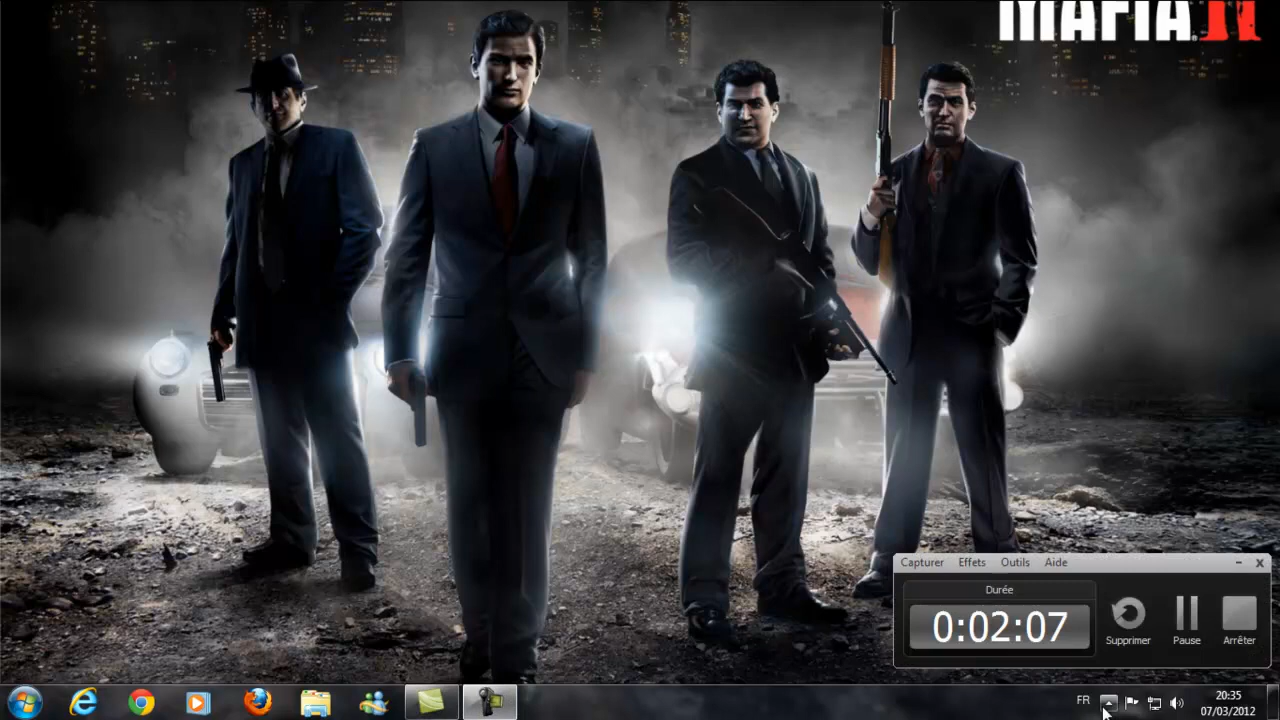 MAFIA II
Capturer Effets Outils Aide
Durée
0:02:07
Supprimer Pause Arrêter
FR
20:35
07/03/2012